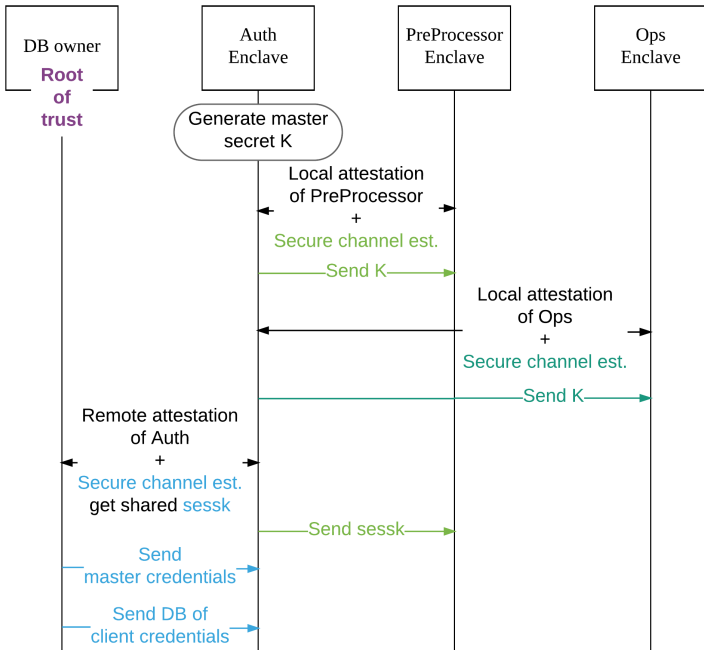 DB owner
Root
of
trust
Auth
Enclave
PreProcessor
Enclave
Ops
Enclave
Generate master
secret K
Local attestation
of PreProcessor
+
Secure channel est.
Send K
Local attestation
of Ops
+
Secure channel est.
Send K
Remote attestation
of Auth
+
Secure channel est.
get shared sessk
Send sessk
Send
master credentials
Send DB of
client credentials